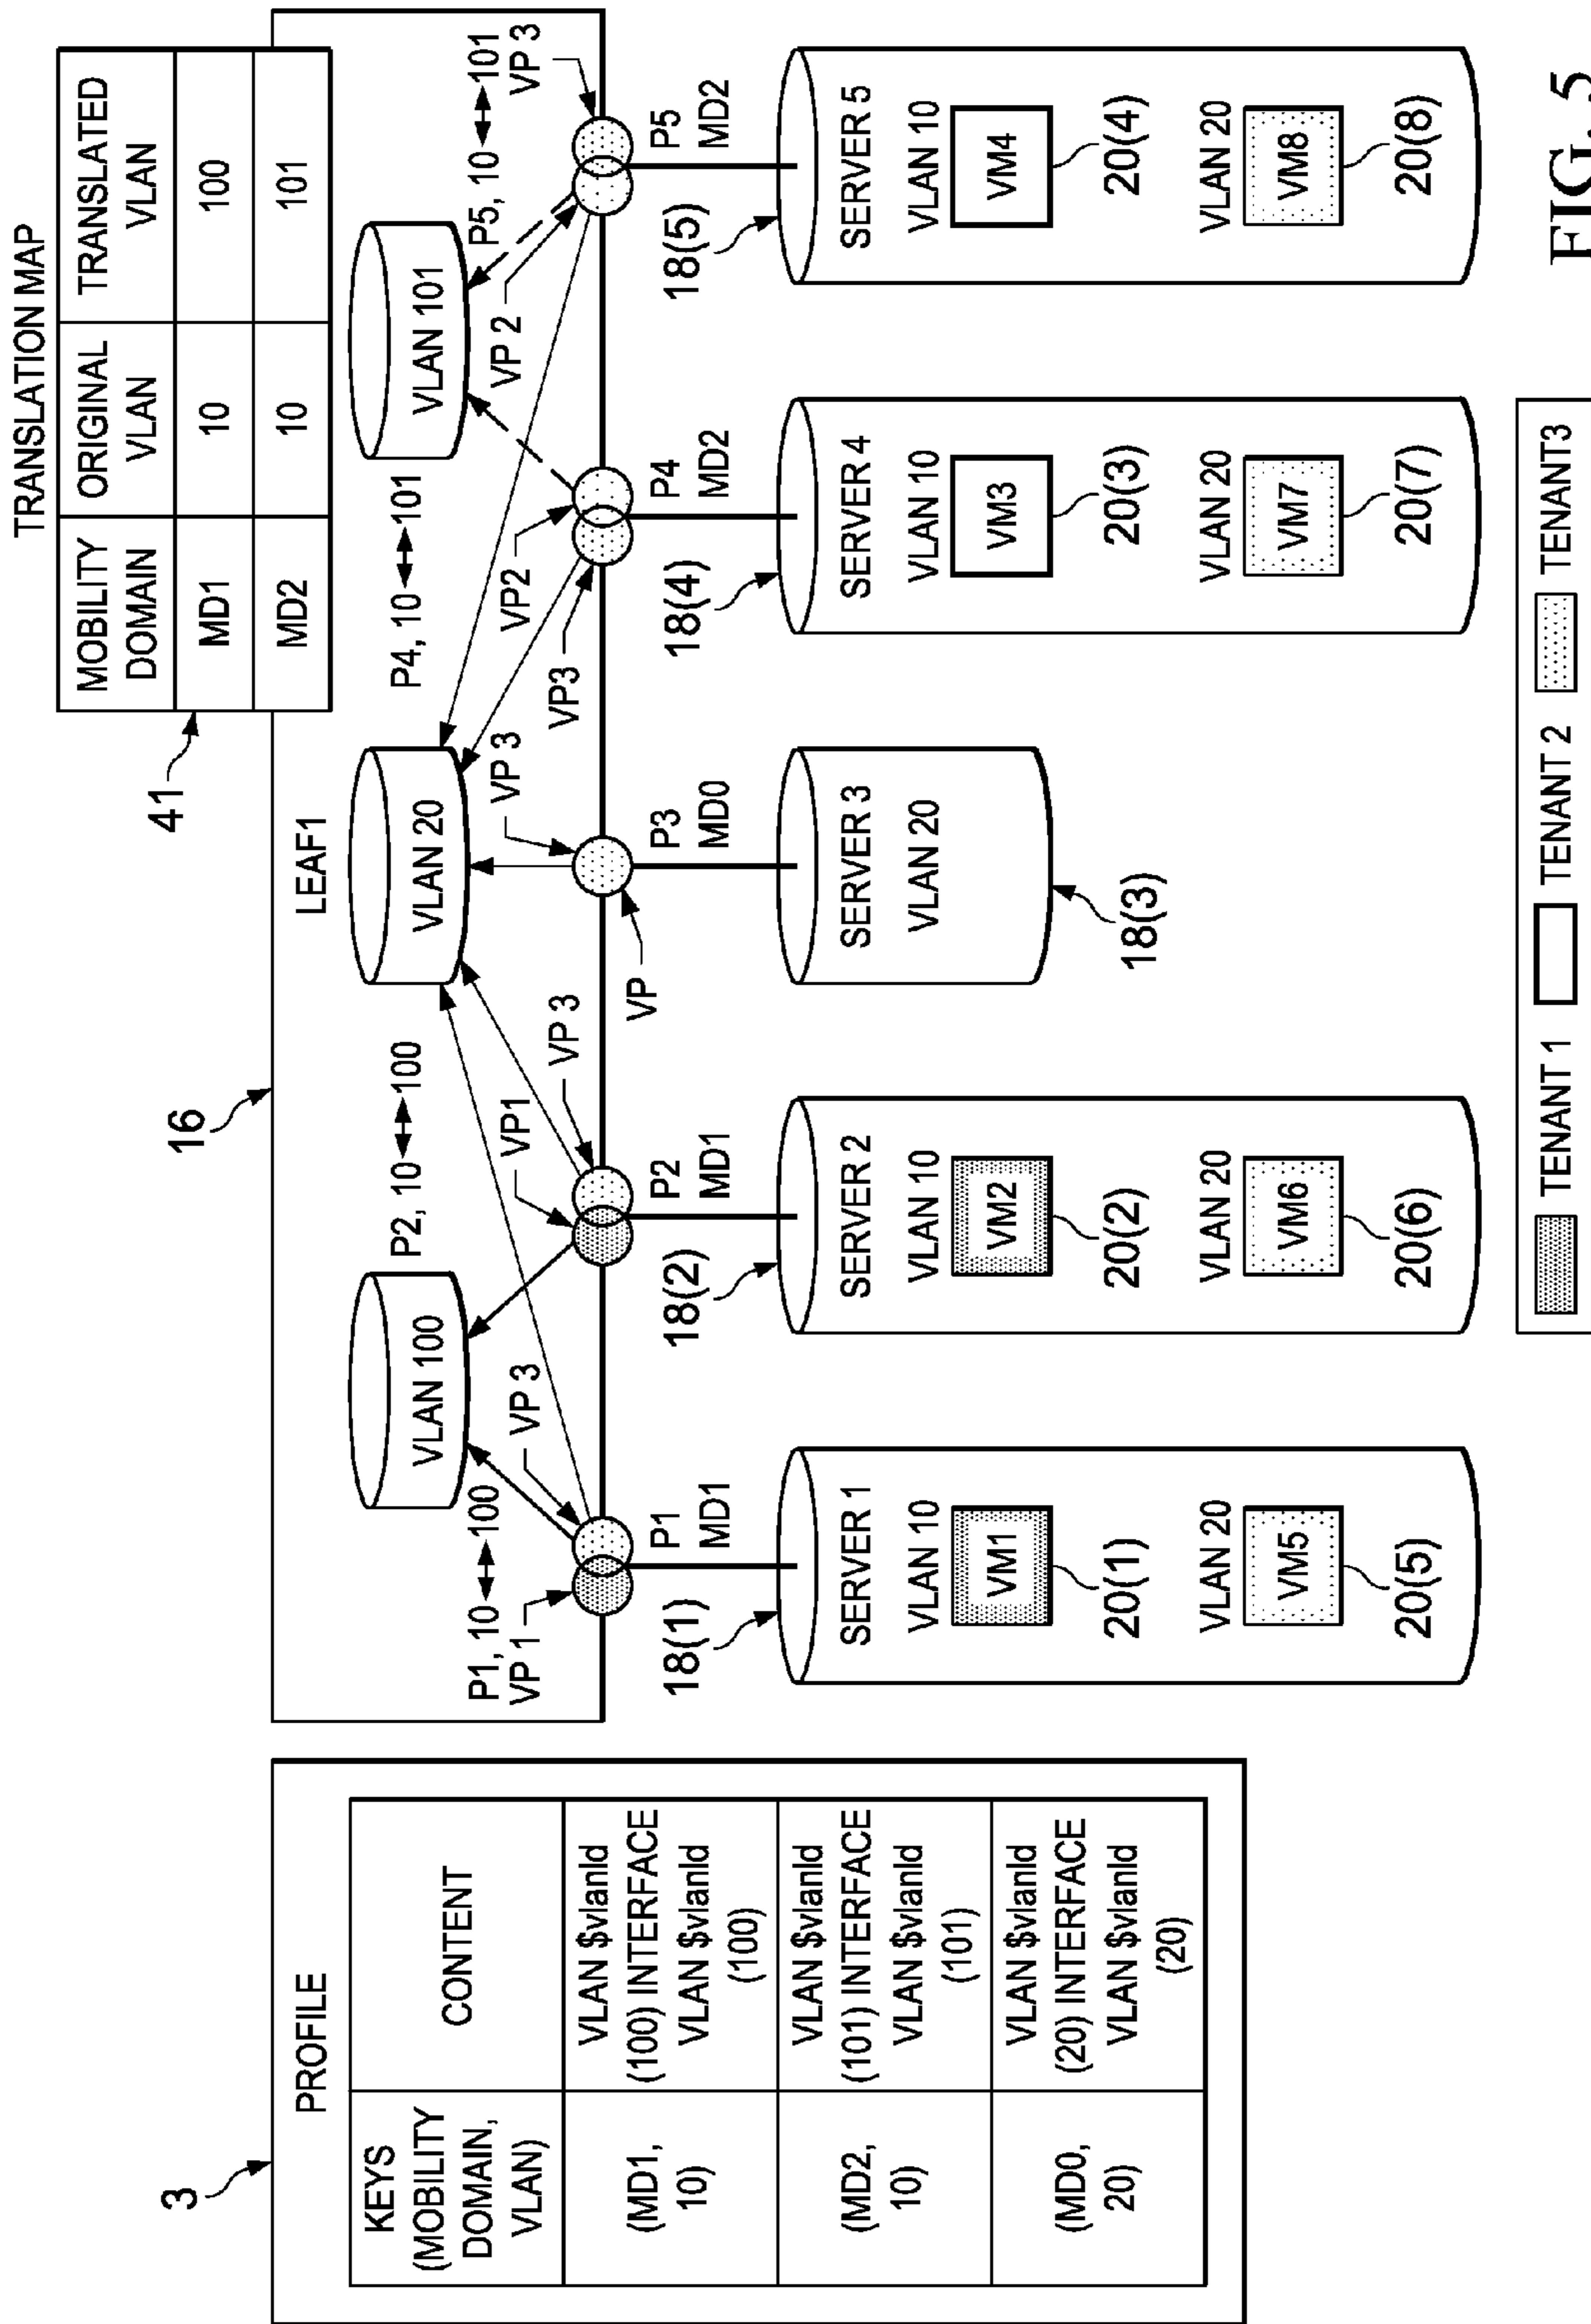 TRANSLATION MAP
MOBILITY DOMAIN
ORIGINAL VLAN
TRANSLATED VLAN
MD1
10
100
MD2
10
101
41
16
LEAF1
3
PROFILE
KEYS
(MOBILITY
DOMAIN,
VLAN)
CONTENT
(MD1,
10)
VLAN $vlanId
(100) INTERFACE
VLAN $vlanId
(100)
(MD2,
10)
VLAN $vlanId
(101) INTERFACE
VLAN $vlanId
(101)
(MD0,
20)
VLAN $vlanId
(20) INTERFACE
VLAN $vlanId
(20)
VLAN 100
VLAN 20
VLAN 101
P1, 10↔100
VP 1
VP 3
P2, 10↔100
VP1
VP 3
VP 3
VP
P4, 10↔101
VP2
VP3
P5, 10↔101
VP 2
VP 3
P1
MD1
P2
MD1
P3
MD0
P4
MD2
P5
MD2
18(1)
SERVER 1
VLAN 10
VM1
20(1)
VLAN 20
VM5
20(5)
18(2)
SERVER 2
VLAN 10
VM2
20(2)
VLAN 20
VM6
20(6)
SERVER 3
VLAN 20
18(3)
18(4)
SERVER 4
VLAN 10
VM3
20(3)
VLAN 20
VM7
20(7)
18(5)
SERVER 5
VLAN 10
VM4
20(4)
VLAN 20
VM8
20(8)
TENANT 1
TENANT 2
TENANT3
FIG. 5